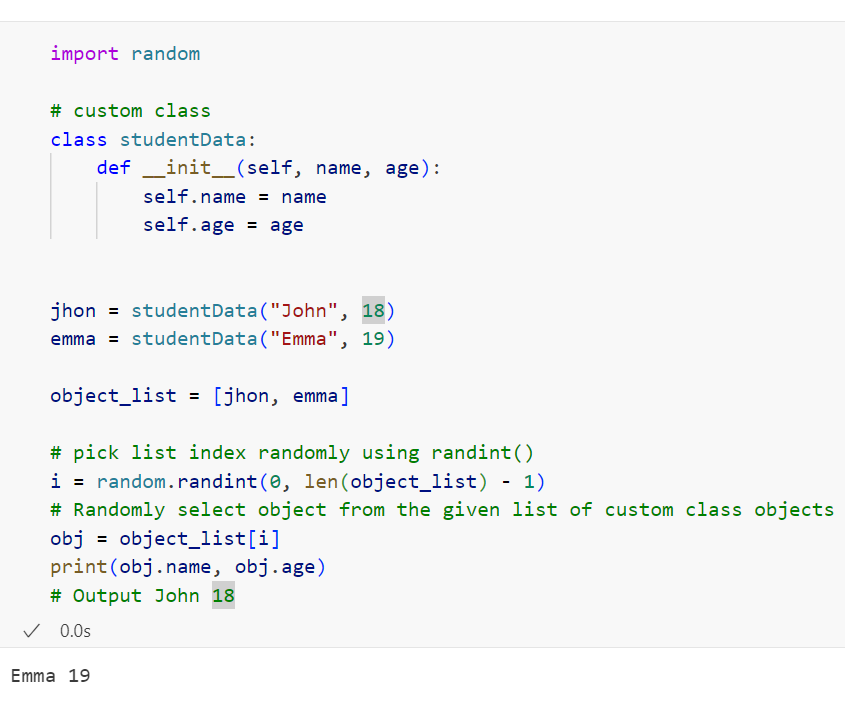 import random
# custom class
class studentData:
    def __init__(self, name, age):
        self.name = name
        self.age = age
jhon = studentData("John", 18)
emma = studentData("Emma", 19)
object_list = [jhon, emma]
# pick list index randomly using randint()
i = random.randint(0, len(object_list) - 1)
# Randomly select object from the given list of custom class objects
obj = object_list[i]
print(obj.name, obj.age)
# Output John 18
0.0s
Emma 19